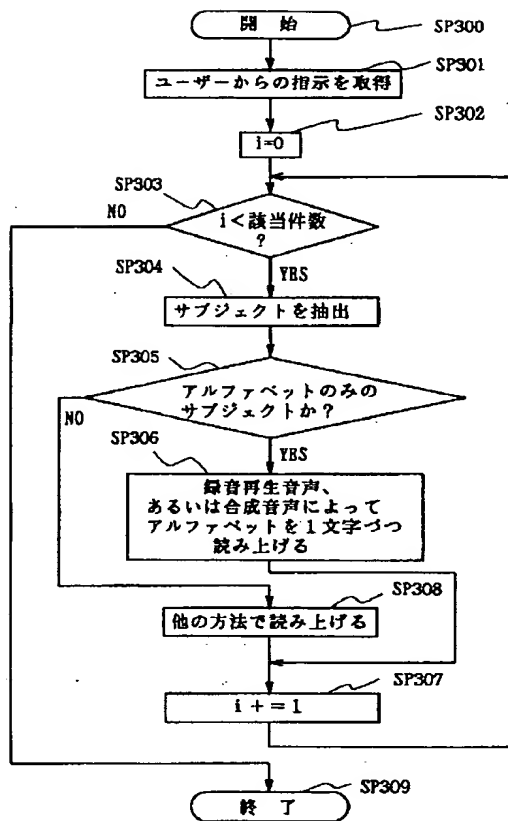 開始
SP300
SP301
ユーザーからの指示を取得
SP302
i=0
SP303
NO
i<該当件数
?
SP304
YES
サブジェクトを抽出
SP305
アルファベットのみの
サブジェクトか?
NO
SP306
YES
録音再生音声、
あるいは合成音声によって
アルファベットを1文字づつ
読み上げる
SP308
他の方法で読み上げる
SP307
i+=1
SP309
終了